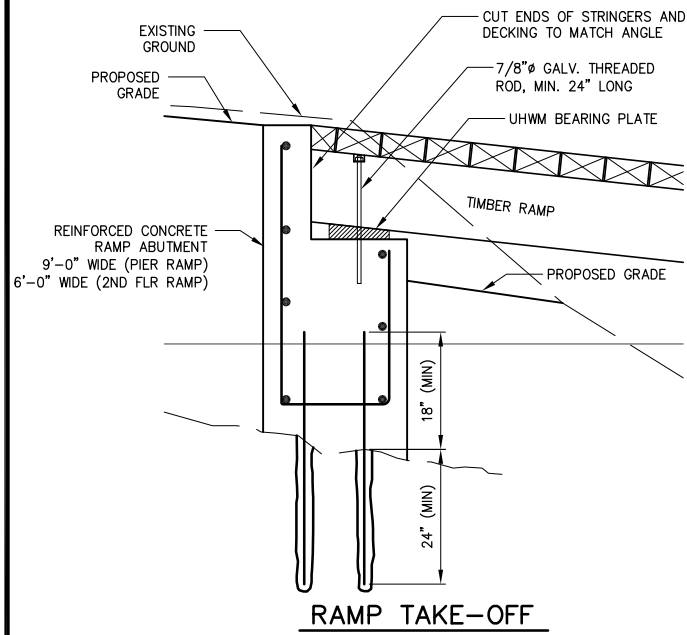 EXISTING
GROUND
PROPOSED
GRADE
CUT ENDS OF STRINGERS AND
DECKING TO MATCH ANGLE
7/8"ø GALV. THREADED
ROD, MIN. 24" LONG
UHWM BEARING PLATE
TIMBER RAMP
REINFORCED CONCRETE
RAMP ABUTMENT
9'-0" WIDE (PIER RAMP)
6'-0" WIDE (2ND FLR RAMP)
PROPOSED GRADE
18" (MIN)
24" (MIN)
RAMP TAKE-OFF